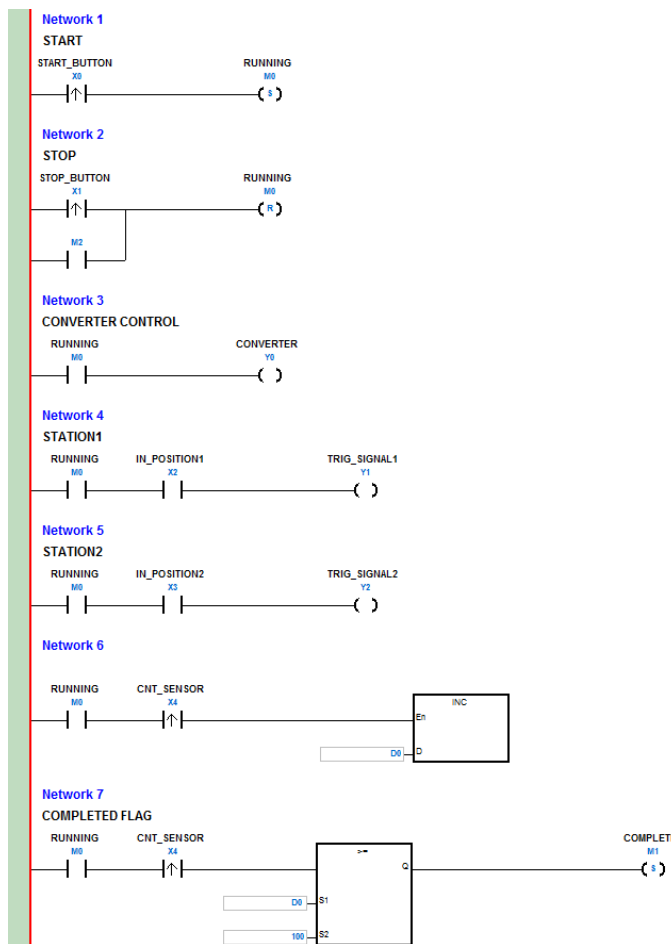 Network 1
START
START_BUTTON RUNNING
X0 M0
S
Network 2
STOP
STOP_BUTTON RUNNING
X1 M0
R
M2
Network 3
CONVERTER CONTROL
RUNNING CONVERTER
M0 Y0
Network 4
STATION1
RUNNING IN_POSITION1 TRIG_SIGNAL1
M0 X2 Y1
Network 5
STATION2
RUNNING IN_POSITION2 TRIG_SIGNAL2
M0 X3 Y2
Network 6
RUNNING CNT_SENSOR
M0 X4
INC
En
D0 D
Network 7
COMPLETED FLAG
RUNNING CNT_SENSOR COMPLET
M0 X4 M1
>=
Q S
D0 S1
100 S2